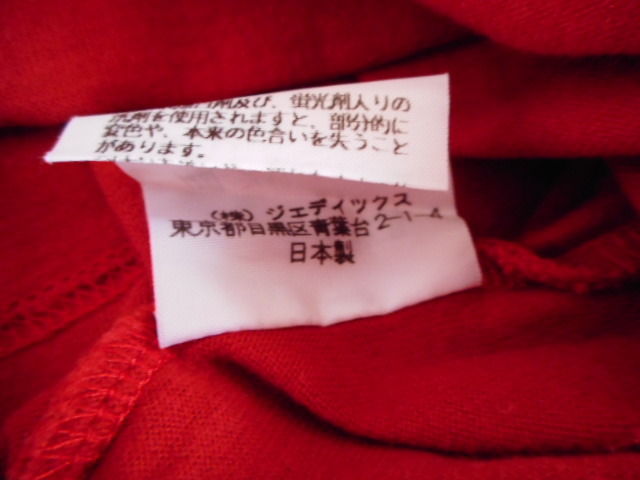 剤及び、蛍光剤入りの
洗剤を使用されますと、部分的に
変色や、本来の色合いを失うこと
があります。
(株)ジエディックス
東京都目黒区青葉台2-1-4
日本製